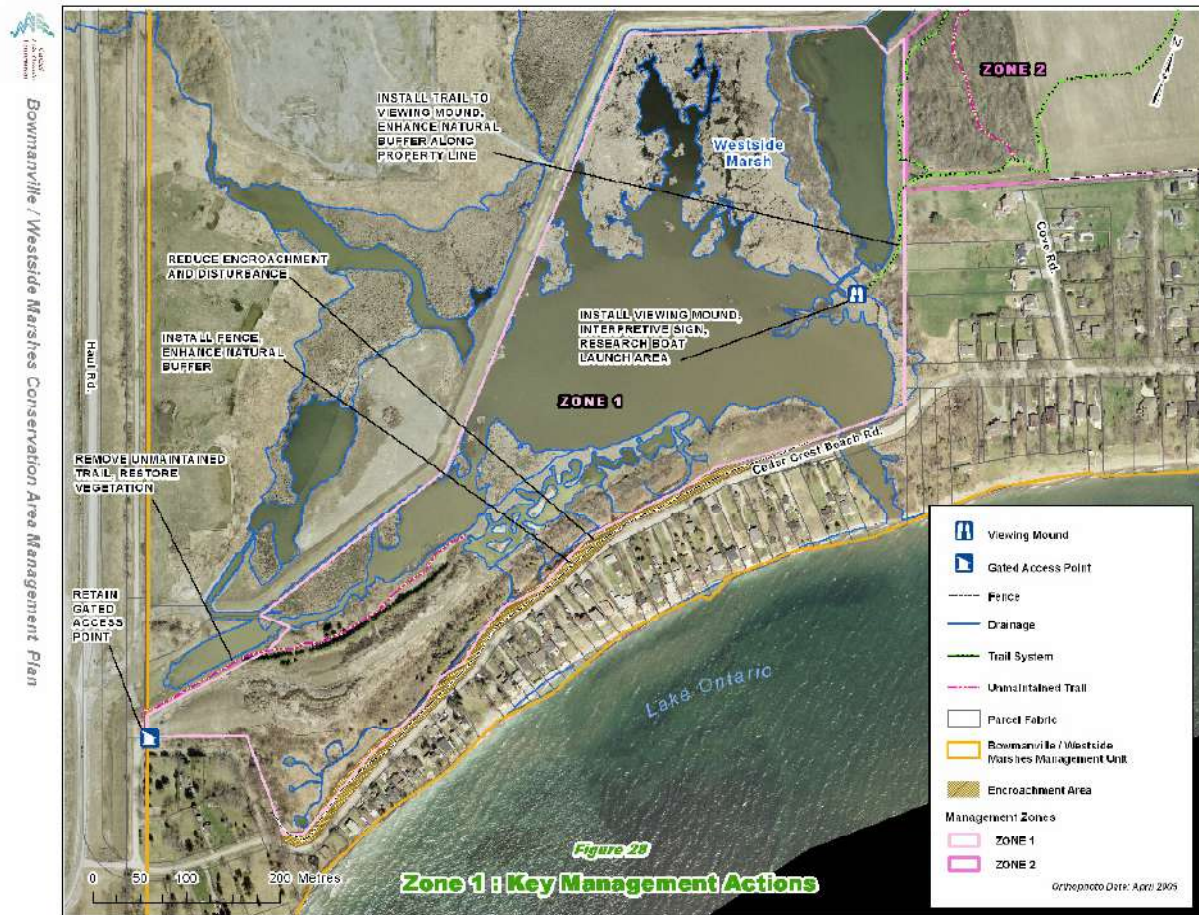 Bowmanville / Westside Marshes Conservation Area Management Plan
INSTALL TRAIL TO
VIEWING MOUND,
ENHANCE NATURAL
BUFFER ALONG
PROPERTY LINE
ZONE 2
N
Westside
Marsh
REDUCE ENCROACHMENT
AND DISTURBANCE
Cove Rd.
INSTALL FENCE,
ENHANCE NATURAL
BUFFER
INSTALL VIEWING MOUND,
INTERPRETIVE SIGN,
RESEARCH BOAT
LAUNCH AREA
Haul Rd.
ZONE 1
Cedar Crest Beach Rd.
REMOVE UNMAINTAINED
TRAIL, RESTORE
VEGETATION
RETAIN
GATED
ACCESS
POINT
Lake Ontario
Viewing Mound
Gated Access Point
Fence
Drainage
Trail System
Unmaintained Trail
Parcel Fabric
Bowmanville / Westside
Marshes Management Unit
Encroachment Area
Management Zones
ZONE 1
ZONE 2
Orthophoto Date: April 2005
0 50 100 200 Metres
Figure 28
Zone 1 : Key Management Actions